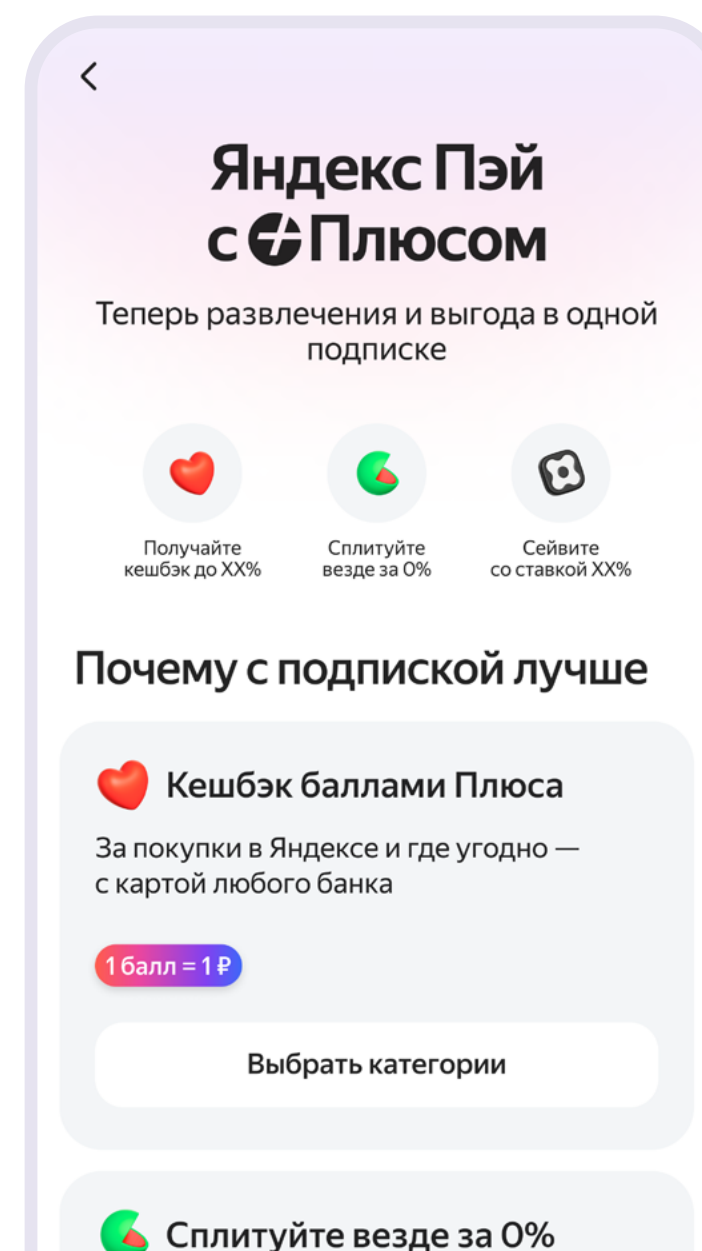 Яндекс Пэй
с Плюсом
Теперь развлечения и выгода в одной
подписке
Получайте
кешбэк до XX%
Сплитуйте
везде за 0%
Сейвите
со ставкой XX%
Почему с подпиской лучше
Кешбэк баллами Плюса
За покупки в Яндексе и где угодно —
с картой любого банка
1 балл = 1 ₽
Выбрать категории
Сплитуйте везде за 0%